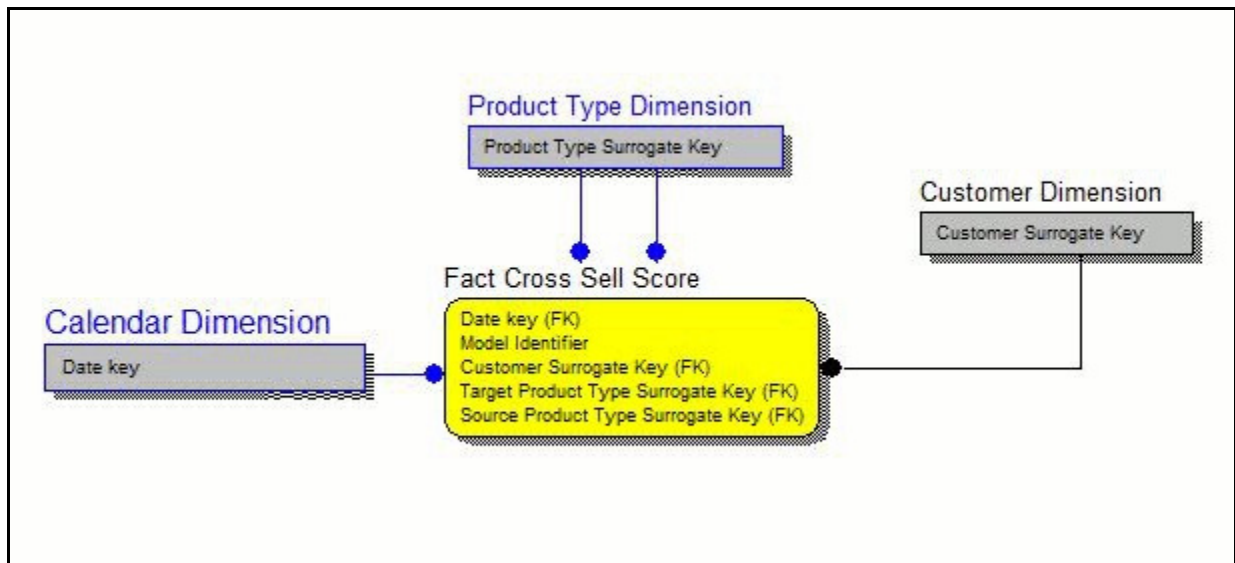 Product Type Dimension
Product Type Surrogate Key
Customer Dimension
Customer Surrogate Key
Fact Cross Sell Score
Date key (FK)
Model Identifier
Customer Surrogate Key (FK)
Target Product Type Surrogate Key (FK)
Source Product Type Surrogate Key (FK)
Calendar Dimension
Date key